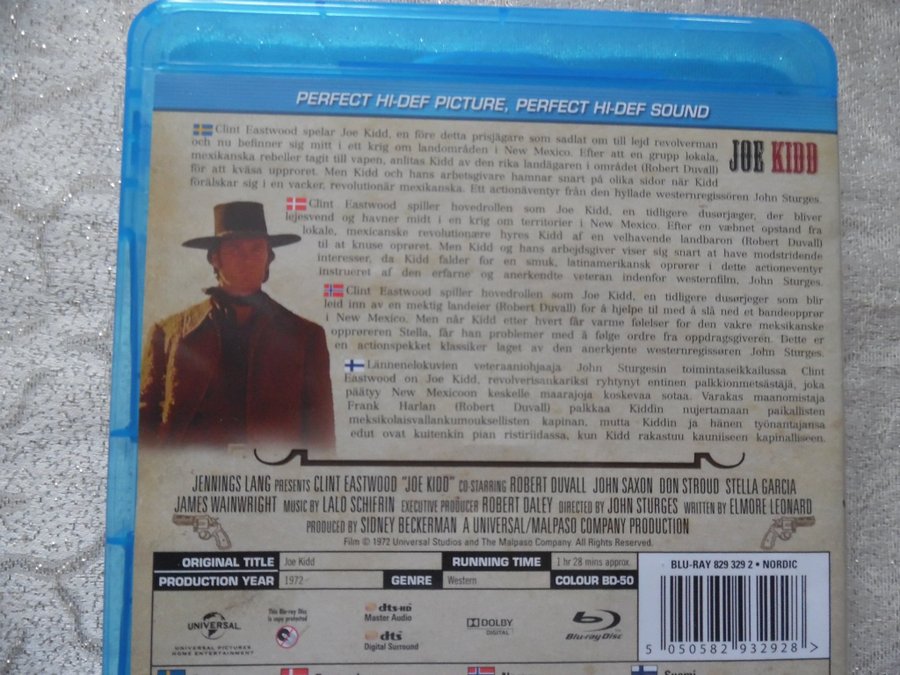 PERFECT HI-DEF PICTURE, PERFECT HI-DEF SOUND
JOE KIDD
Clint Eastwood spelar Joe Kidd, en före detta prisjägare som sadlat om till lejd revolverman
och nu befinner sig mitt i ett krig om landområden i New Mexico. Efter att en grupp lokala,
mexikanska rebeller tagit till vapen, anlitas Kidd av den rika landägaren i området (Robert Duvall)
för att kväsa upproret. Men Kidd och hans arbetsgivare hamnar snart på olika sidor när Kidd
förälskar sig i en vacker, revolutionär mexikanska. Ett actionäventyr från den hyllade westernregissören John Sturges.
Clint Eastwood spiller hovedrollen som Joe Kidd, en tidligere dusørjæger, der bliver
lejesvend og havner midt i en krig om territorier i New Mexico. Efter en væbnet opstand fra
lokale, mexicanske revolutionære hyres Kidd af en velhavende landbaron (Robert Duvall)
til at knuse oprøret. Men Kidd og hans arbejdsgiver viser sig snart at have modstridende
interesser, da Kidd falder for en smuk, latinamerikansk oprører i dette actioneventyr
instrueret af den erfarne og anerkendte veteran indenfor westernfilm, John Sturges.
Clint Eastwood spiller hovedrollen som Joe Kidd, en tidligere dusørjeger som blir
leid inn av en mektig landeier (Robert Duvall) for å hjelpe til med å slå ned et bandeopprør
i New Mexico. Men når Kidd etter hvert får varme følelser for den vakre meksikanske
opprøreren Stella, får han problemer med å følge ordre fra oppdragsgiveren. Dette er
en actionspekket klassiker laget av den anerkjente westernregissøren John Sturges.
Lännenelokuvien veteraaniohjaaja John Sturgesin toimintaseikkailussa Clint
Eastwood on Joe Kidd, revolverisankariksi ryhtynyt entinen palkkionmetsästäjä, joka
päätyy New Mexicoon keskelle maarajoja koskevaa sotaa. Varakas maanomistaja
Frank Harlan (Robert Duvall) palkkaa Kiddin nujertamaan paikallisten
meksikolaisvallankumouksellisten kapinan, mutta Kiddin ja hänen työnantajansa
edut ovat kuitenkin pian ristiriidassa, kun Kidd rakastuu kauniiseen kapinalliseen.
JENNINGS LANG PRESENTS CLINT EASTWOOD "JOE KIDD" CO-STARRING ROBERT DUVALL JOHN SAXON DON STROUD STELLA GARCIA
JAMES WAINWRIGHT MUSIC BY LALO SCHIFRIN EXECUTIVE PRODUCER ROBERT DALEY DIRECTED BY JOHN STURGES WRITTEN BY ELMORE LEONARD
PRODUCED BY SIDNEY BECKERMAN A UNIVERSAL/MALPASO COMPANY PRODUCTION
Film © 1972 Universal Studios and The Malpaso Company. All Rights Reserved.
ORIGINAL TITLE Joe Kidd RUNNING TIME 1 hr 28 mins approx.
PRODUCTION YEAR 1972 GENRE Western COLOUR BD-50
BLU-RAY 829 329 2 • NORDIC
UNIVERSAL
UNIVERSAL PICTURES
HOME ENTERTAINMENT
This Blu-ray Disc
is copy protected
dts-HD
Master Audio
dts
Digital Surround
DOLBY
DIGITAL
Blu-ray Disc
5 050582 932928 >
Suomi